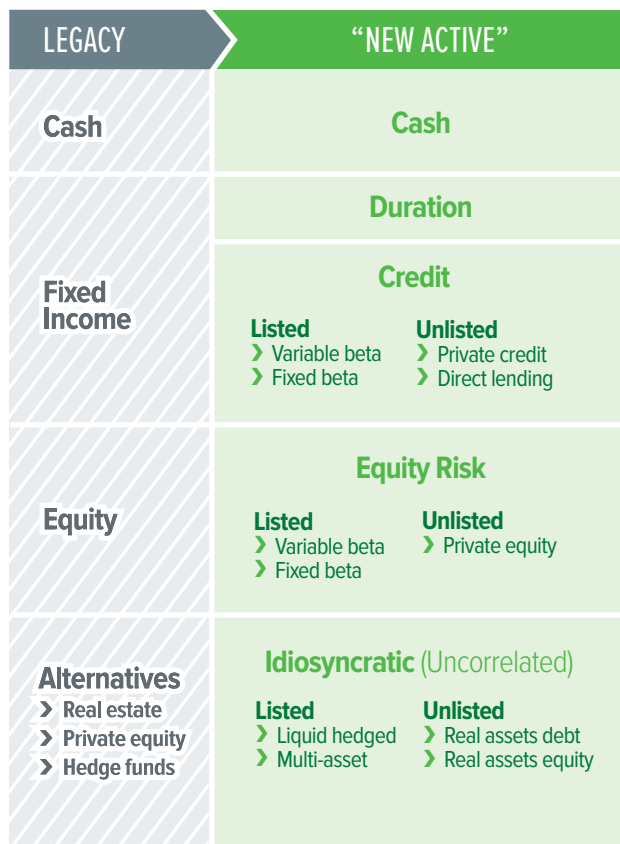 LEGACY
“NEW ACTIVE”
Cash
Cash
Fixed
Income
Duration
Credit
Listed
❯ Variable beta
❯ Fixed beta
Unlisted
❯ Private credit
❯ Direct lending
Equity
Equity Risk
Listed
❯ Variable beta
❯ Fixed beta
Unlisted
❯ Private equity
Alternatives
❯ Real estate
❯ Private equity
❯ Hedge funds
Idiosyncratic (Uncorrelated)
Listed
❯ Liquid hedged
❯ Multi-asset
Unlisted
❯ Real assets debt
❯ Real assets equity